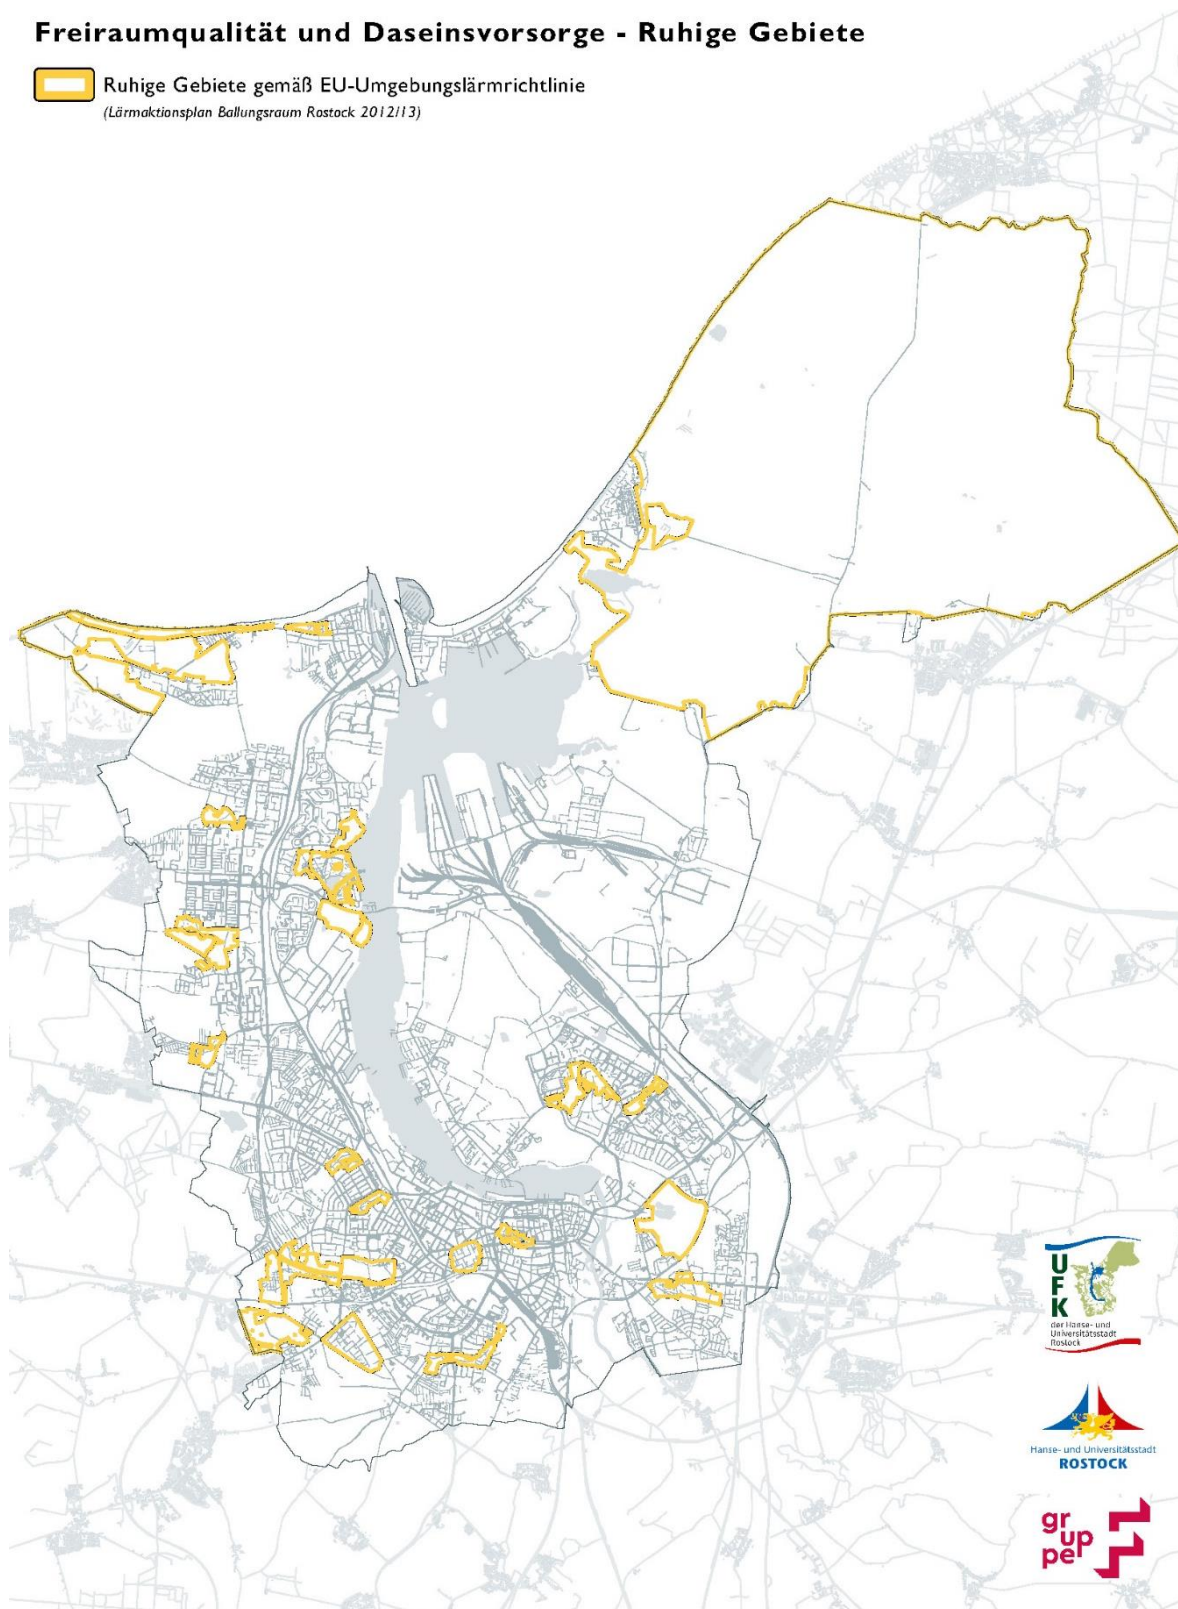 Freiraumqualität und Daseinsvorsorge - Ruhige Gebiete
Ruhige Gebiete gemäß EU-Umgebungslärmrichtlinie
(Lärmaktionsplan Ballungsraum Rostock 2012/13)
UFK
der Hanse- und
Universitätsstadt
Rostock
Hanse- und Universitätsstadt
ROSTOCK
gr
up
pe